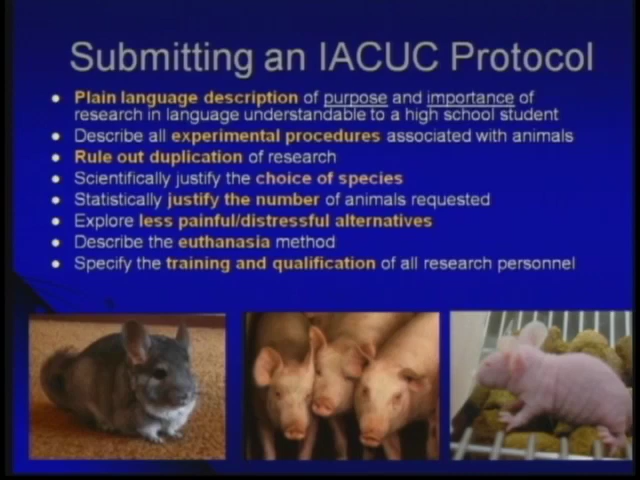 Submitting an IACUC Protocol
Plain language description of purpose and importance of
research in language understandable to a high school student
Describe all experimental procedures associated with animals
Rule out duplication of research
Scientifically justify the choice of species
Statistically justify the number of animals requested
Explore less painful/distressful alternatives
Describe the euthanasia method
Specify the training and qualification of all research personnel